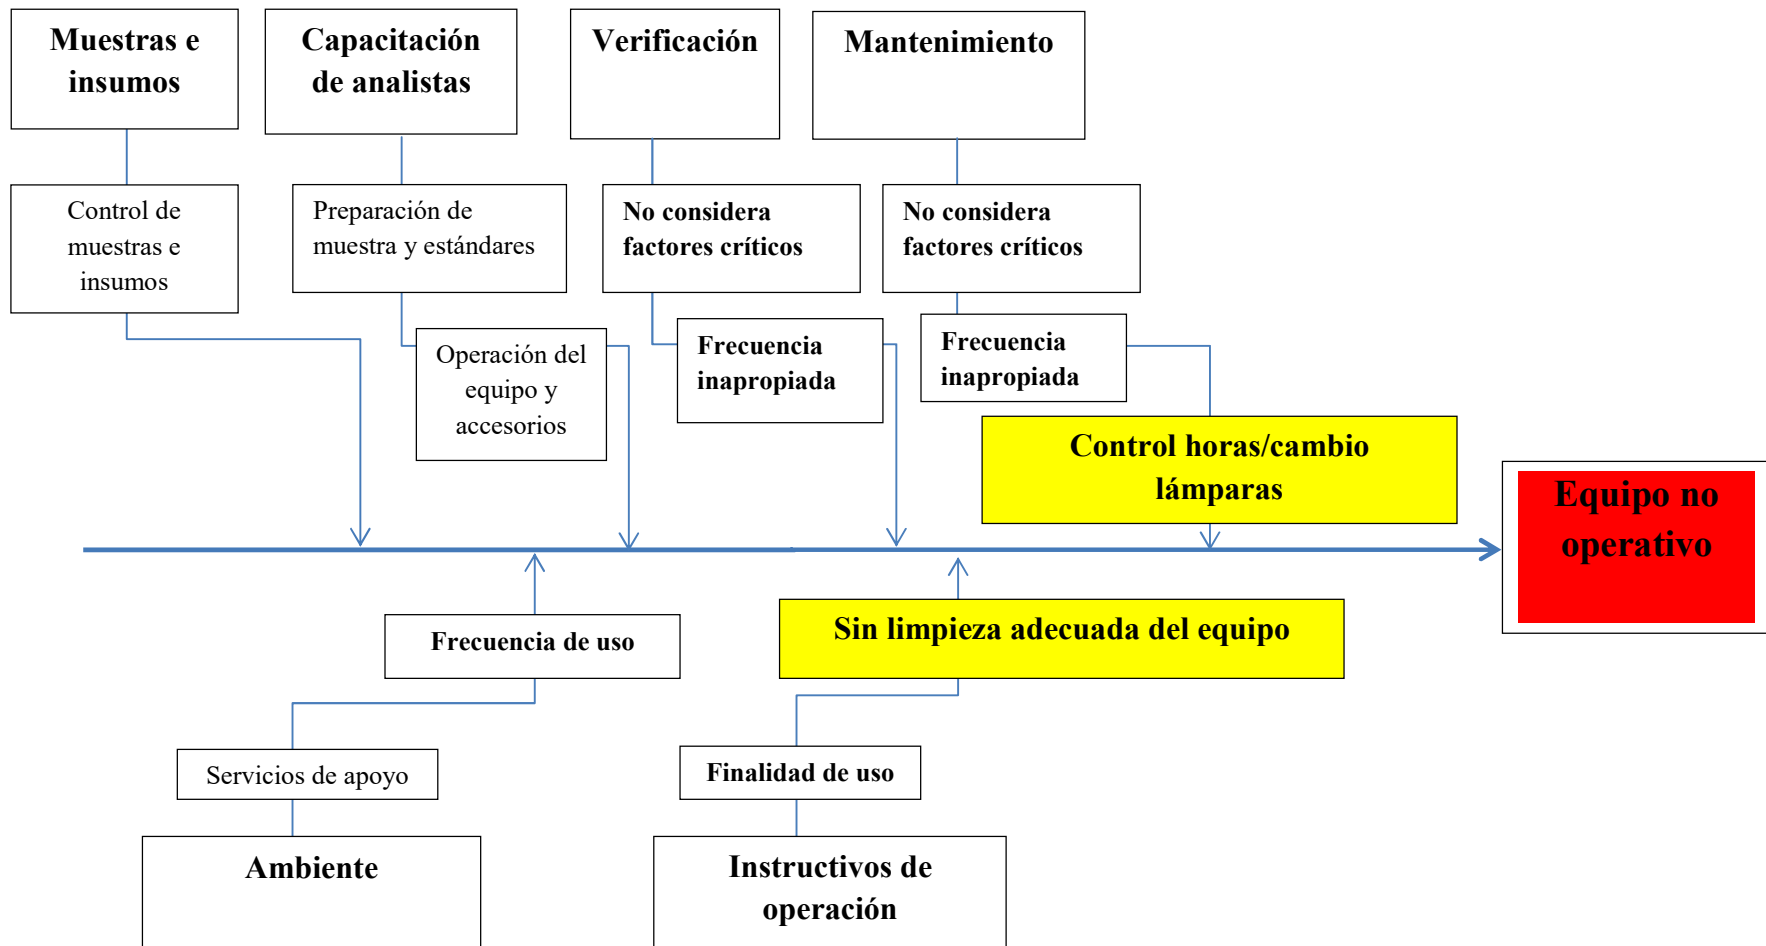 Muestras e
insumos
Capacitación
de analistas
Verificación
Mantenimiento
Control de
muestras e
insumos
Preparación de
muestra y estándares
No considera
factores críticos
No considera
factores críticos
Operación del
equipo y
accesorios
Frecuencia
inapropiada
Frecuencia
inapropiada
Control horas/cambio
lámparas
Equipo no
operativo
Frecuencia de uso
Sin limpieza adecuada del equipo
Servicios de apoyo
Finalidad de uso
Ambiente
Instructivos de
operación